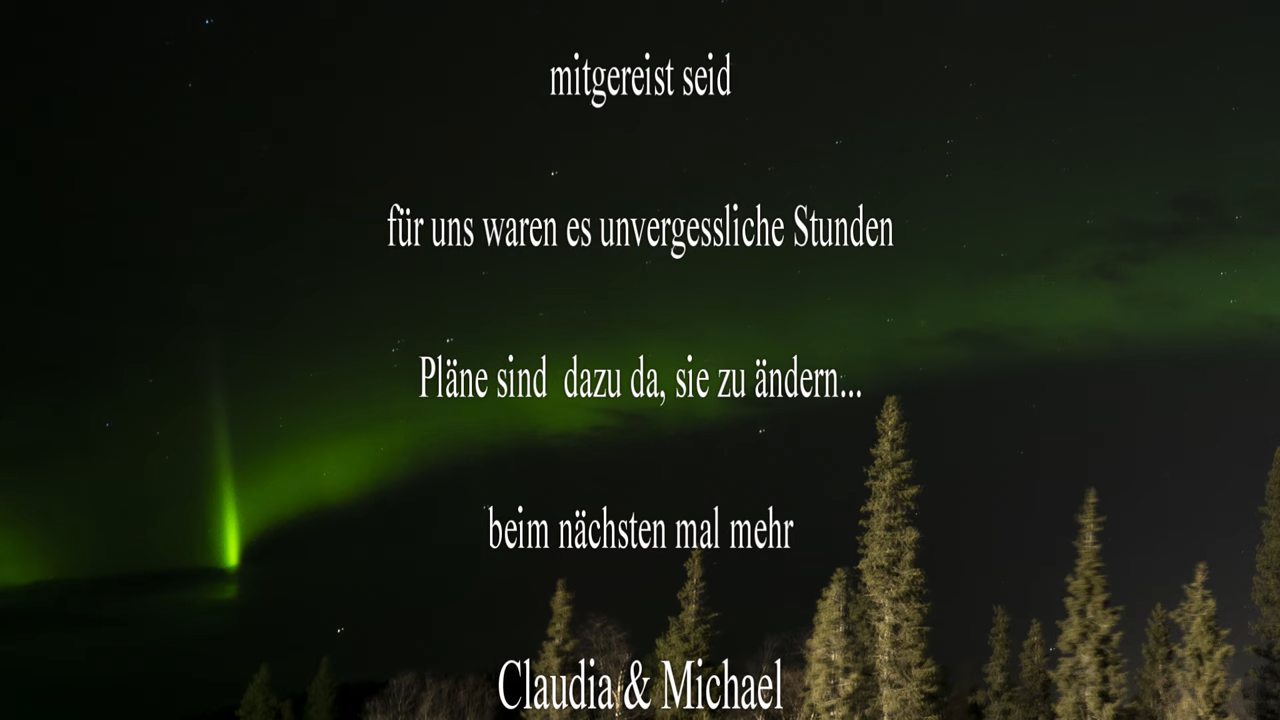 mitgereist seid
für uns waren es unvergessliche Stunden
Pläne sind  dazu da, sie zu ändern...
beim nächsten mal mehr
Claudia & Michael